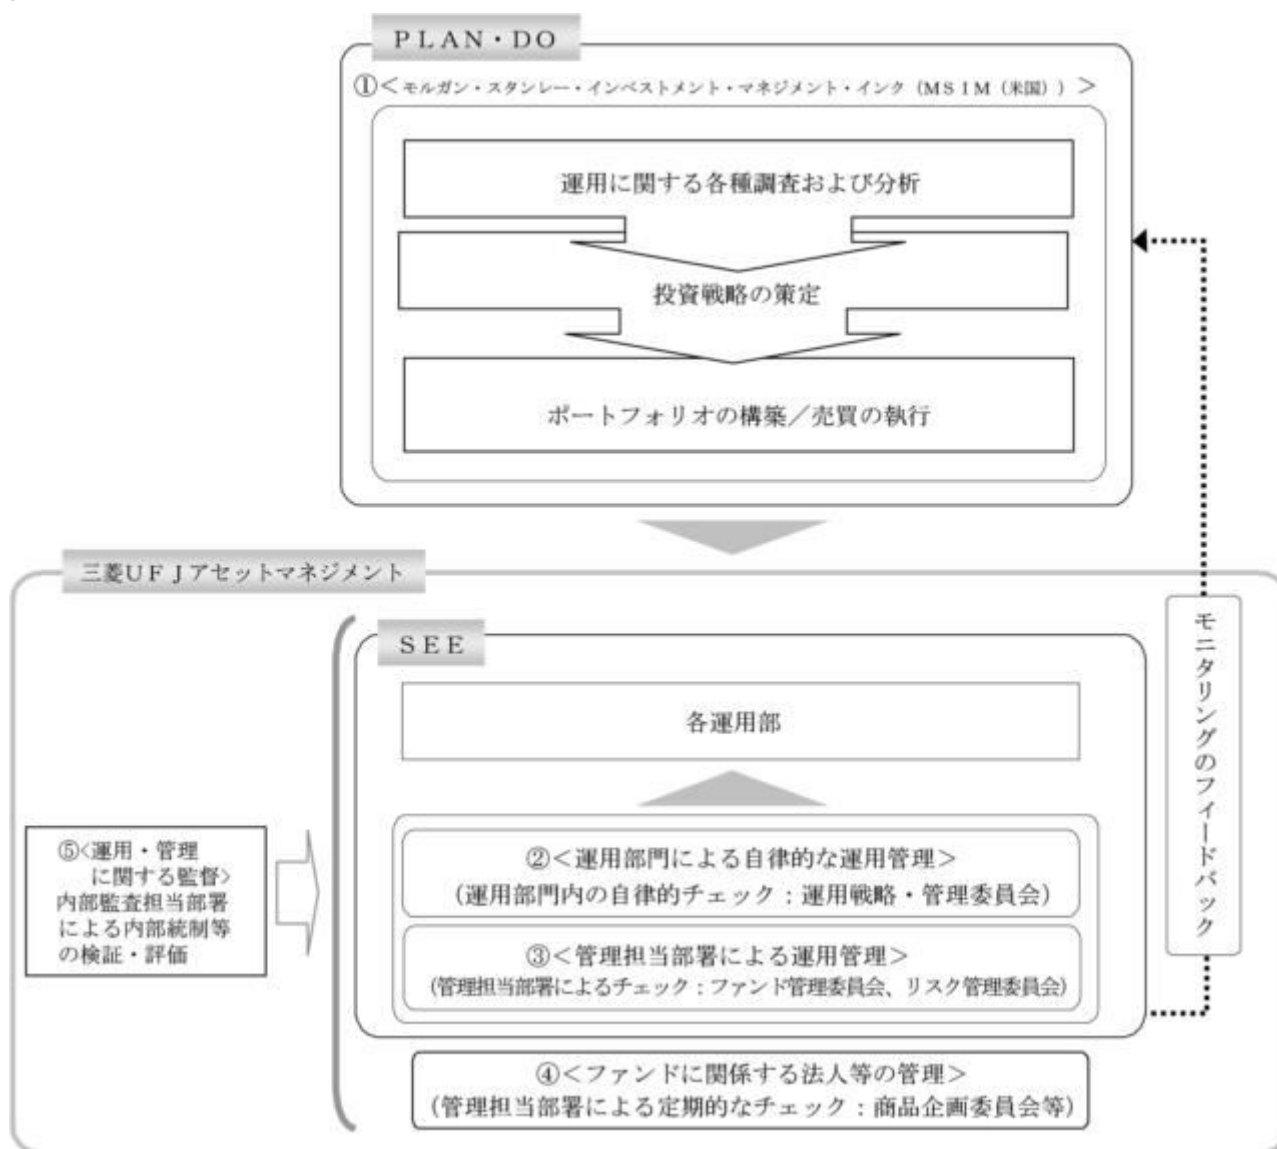 PLAN・DO
①＜モルガン・スタンレー・インベストメント・マネジメント・インク（MSIM（米国））＞
運用に関する各種調査および分析
投資戦略の策定
ポートフォリオの構築／売買の執行
三菱UFJアセットマネジメント
SEE
各運用部
モニタリングのフィードバック
②＜運用部門による自律的な運用管理＞
（運用部門内の自律的チェック：運用戦略・管理委員会）
③＜管理担当部署による運用管理＞
（管理担当部署によるチェック：ファンド管理委員会、リスク管理委員会）
⑤<運用・管理
に関する監督>
内部監査担当部署
による内部統制等
の検証・評価
④＜ファンドに関係する法人等の管理＞
（管理担当部署による定期的なチェック：商品企画委員会等）